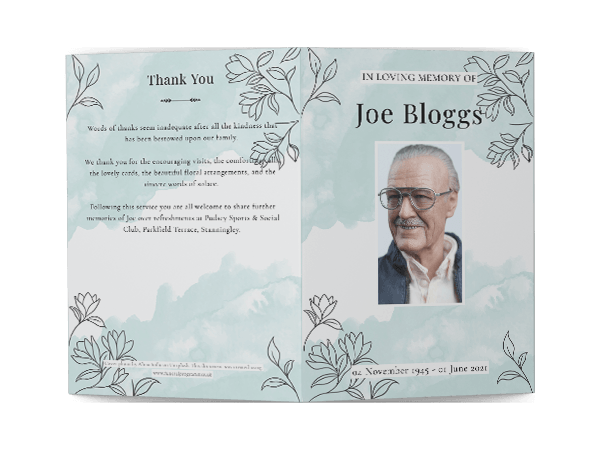 Thank You
Words of thanks seem inadequate after all the kindness that
has been bestowed upon our family.
We thank you for the encouraging visits, the comforting
the lovely cards, the beautiful floral arrangements, and the
sincere words of solace.
Following this service you are all welcome to share further
memories of Joe over refreshments at Pudsey Sports & Social
Club, Parkfield Terrace, Stanningley.
IN LOVING MEMORY OF
Joe Bloggs
02 November 1945 - 01 June 2021